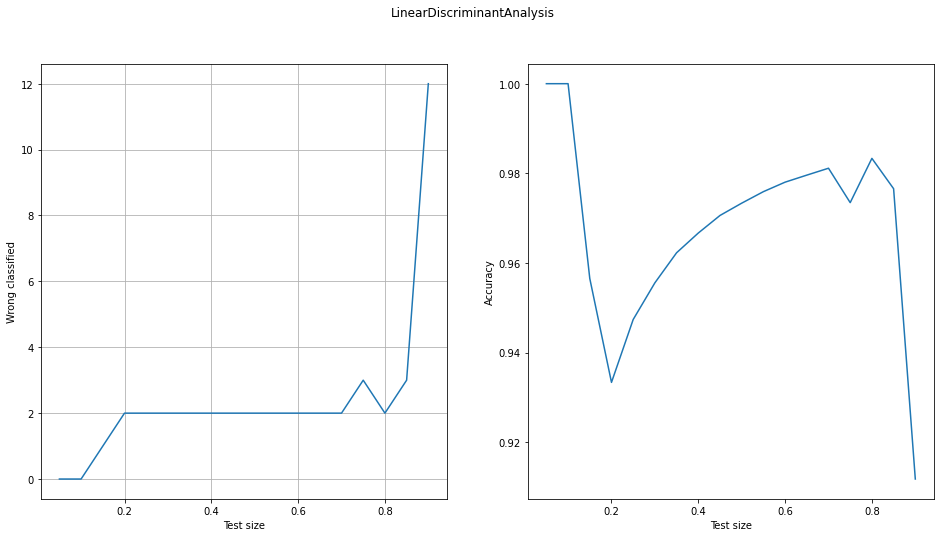 LinearDiscriminantAnalysis
Wrong classified
12
10
8
6
4
2
0
0.2 0.4 0.6 0.8
Test size
Accuracy
1.00
0.98
0.96
0.94
0.92
0.2 0.4 0.6 0.8
Test size